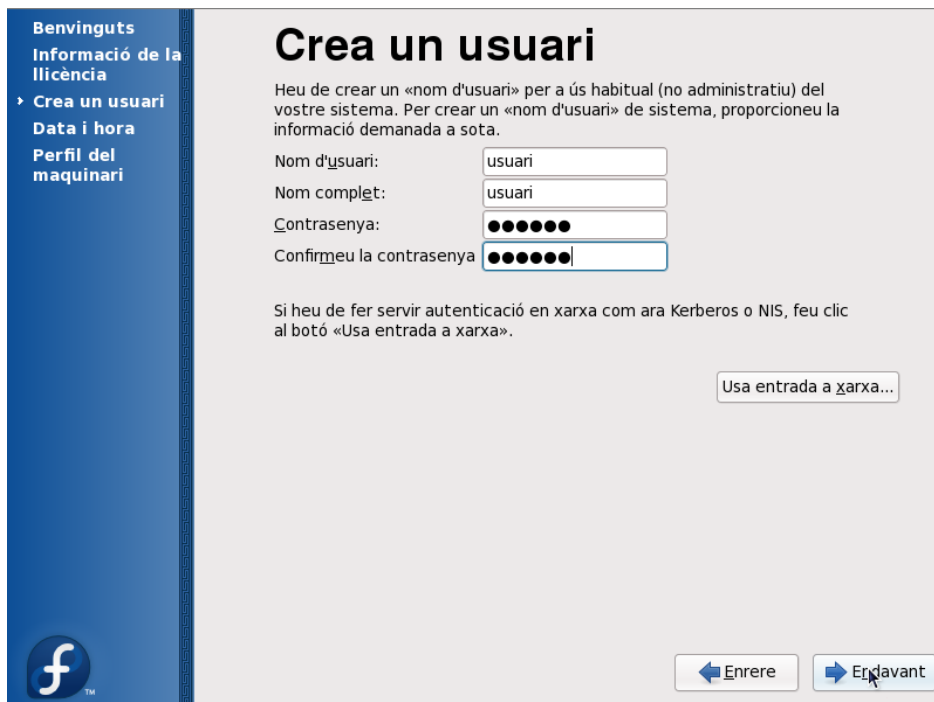 Benvinguts
Informació de la
llicència
Crea un usuari
Data i hora
Perfil del
maquinari
Crea un usuari
Heu de crear un «nom d'usuari» per a ús habitual (no administratiu) del
vostre sistema. Per crear un «nom d'usuari» de sistema, proporcioneu la
informació demanada a sota.
Nom d'usuari: usuari
Nom complet: usuari
Contrasenya: ●●●●●●
Confirmeu la contrasenya ●●●●●●
Si heu de fer servir autenticació en xarxa com ara Kerberos o NIS, feu clic
al botó «Usa entrada a xarxa».
Usa entrada a xarxa...
f TM
Enrere Endavant